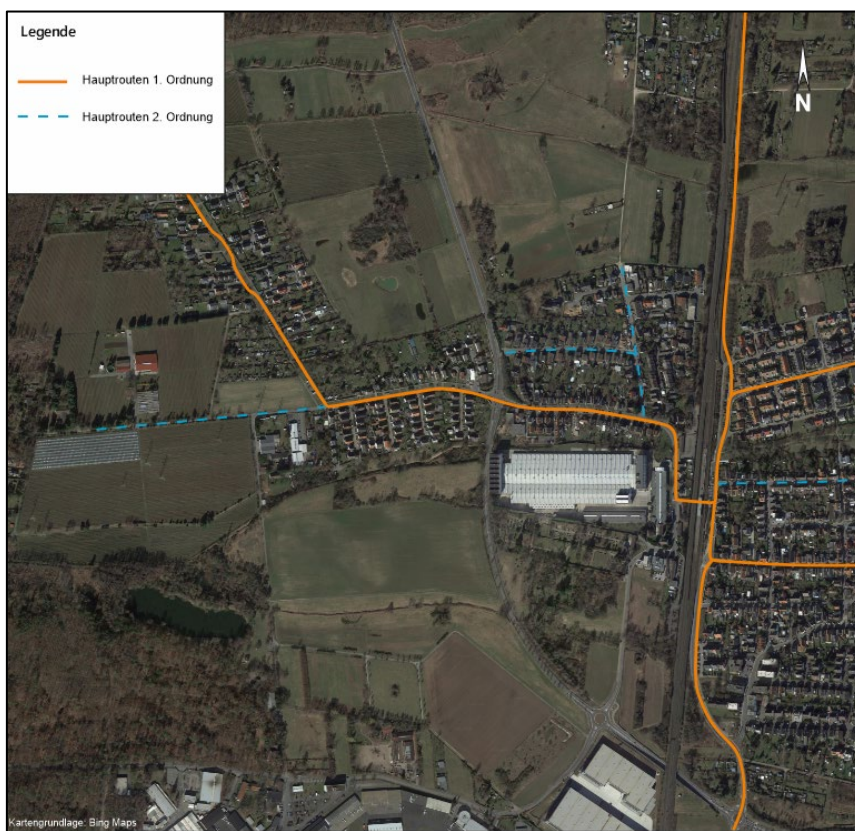 Legende
Hauptrouten 1. Ordnung
Hauptrouten 2. Ordnung
N
Kartengrundlage: Bing Maps